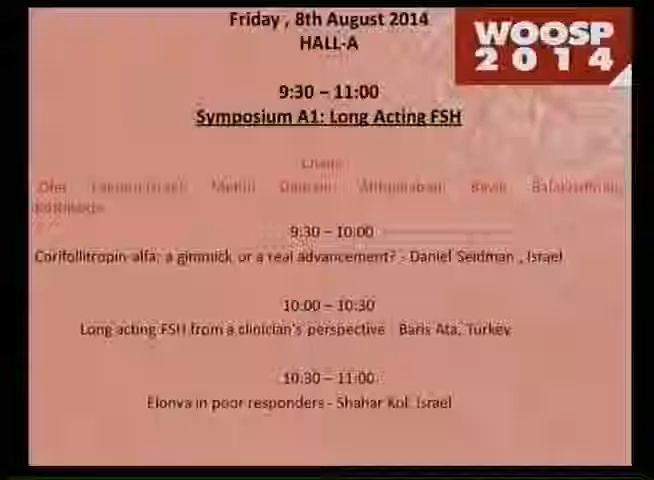 Friday , 8th August 2014
HALL-A
WOOSP
2014
9:30 – 11:00
Symposium A1: Long Acting FSH
Chairs
9:30 – 10:00
Corifollitropin alfa: a gimmick or a real advancement? - Daniel Seidman , Israel
10:00 – 10:30
Long acting FSH from a clinician's perspective - Baris Ata, Turkey
10:30 – 11:00
Elonva in poor responders - Shahar Kol, Israel